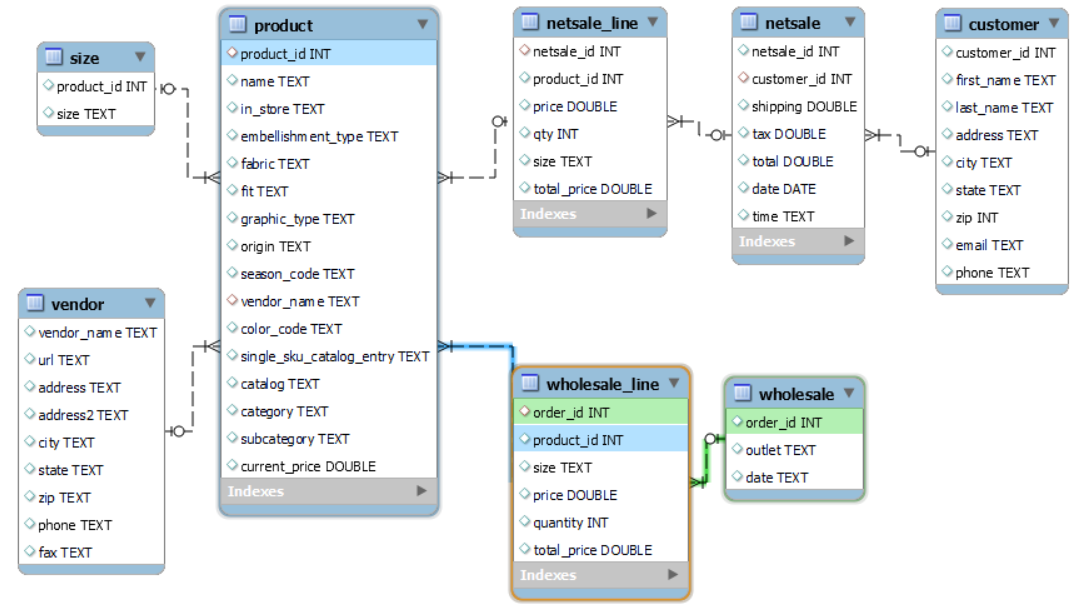 size
product_id INT
size TEXT
product
product_id INT
name TEXT
in_store TEXT
embellishment_type TEXT
fabric TEXT
fit TEXT
graphic_type TEXT
origin TEXT
season_code TEXT
vendor_name TEXT
color_code TEXT
single_sku_catalog_entry TEXT
catalog TEXT
category TEXT
subcategory TEXT
current_price DOUBLE
Indexes
netsale_line
netsale_id INT
product_id INT
price DOUBLE
qty INT
size TEXT
total_price DOUBLE
Indexes
netsale
netsale_id INT
customer_id INT
shipping DOUBLE
tax DOUBLE
total DOUBLE
date DATE
time TEXT
Indexes
customer
customer_id INT
first_name TEXT
last_name TEXT
address TEXT
city TEXT
state TEXT
zip INT
email TEXT
phone TEXT
vendor
vendor_name TEXT
url TEXT
address TEXT
address2 TEXT
city TEXT
state TEXT
zip TEXT
phone TEXT
fax TEXT
wholesale_line
order_id INT
product_id INT
size TEXT
price DOUBLE
quantity INT
total_price DOUBLE
Indexes
wholesale
order_id INT
outlet TEXT
date TEXT